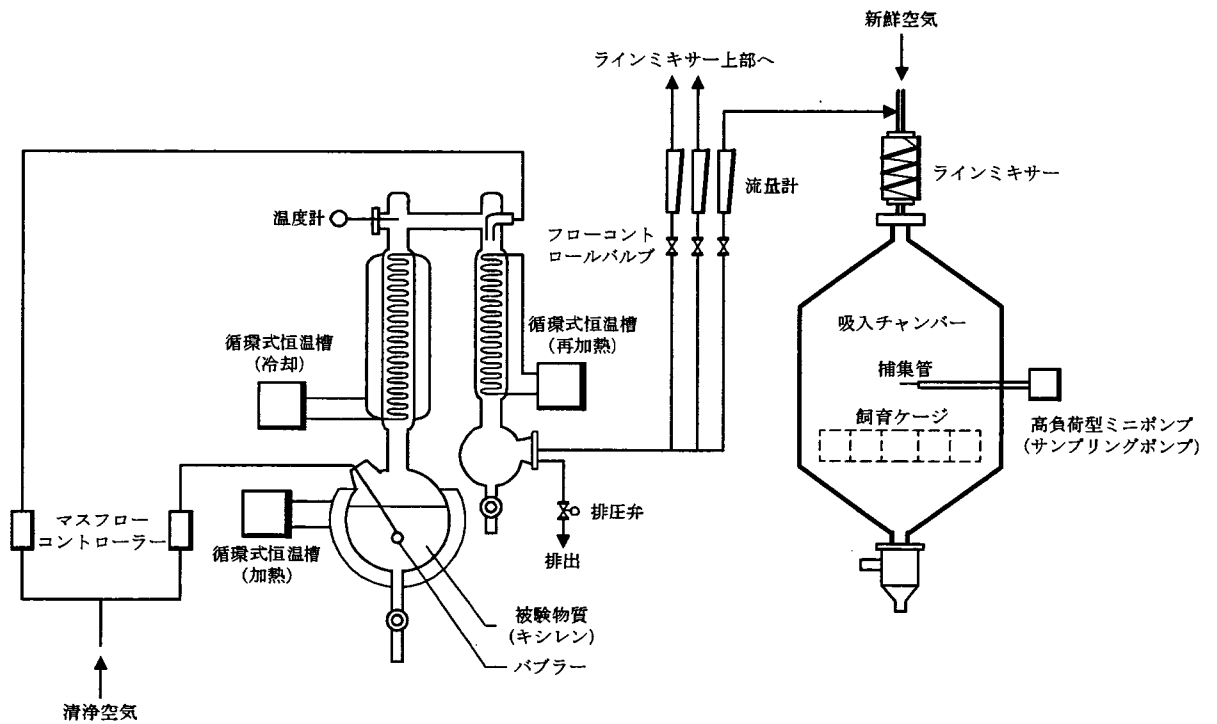 新鮮空気
ラインミキサー上部へ
ラインミキサー
流量計
温度計
フローコント
ロールバルブ
吸入チャンバー
循環式恒温槽
(再加熱)
循環式恒温槽
(冷却)
捕集管
飼育ケージ
高負荷型ミニポンプ
(サンプリングポンプ)
マスフロー
コントローラー
排圧弁
循環式恒温槽
(加熱)
排出
被験物質
(キシレン)
バブラー
清浄空気